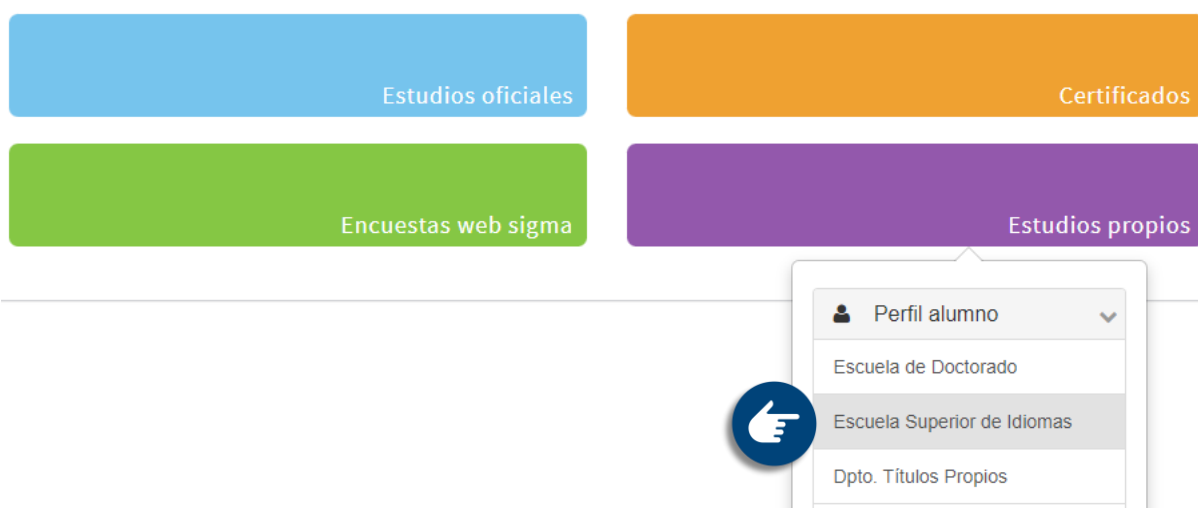 Estudios oficiales
Certificados
Encuestas web sigma
Estudios propios
Perfil alumno
Escuela de Doctorado
Escuela Superior de Idiomas
Dpto. Títulos Propios